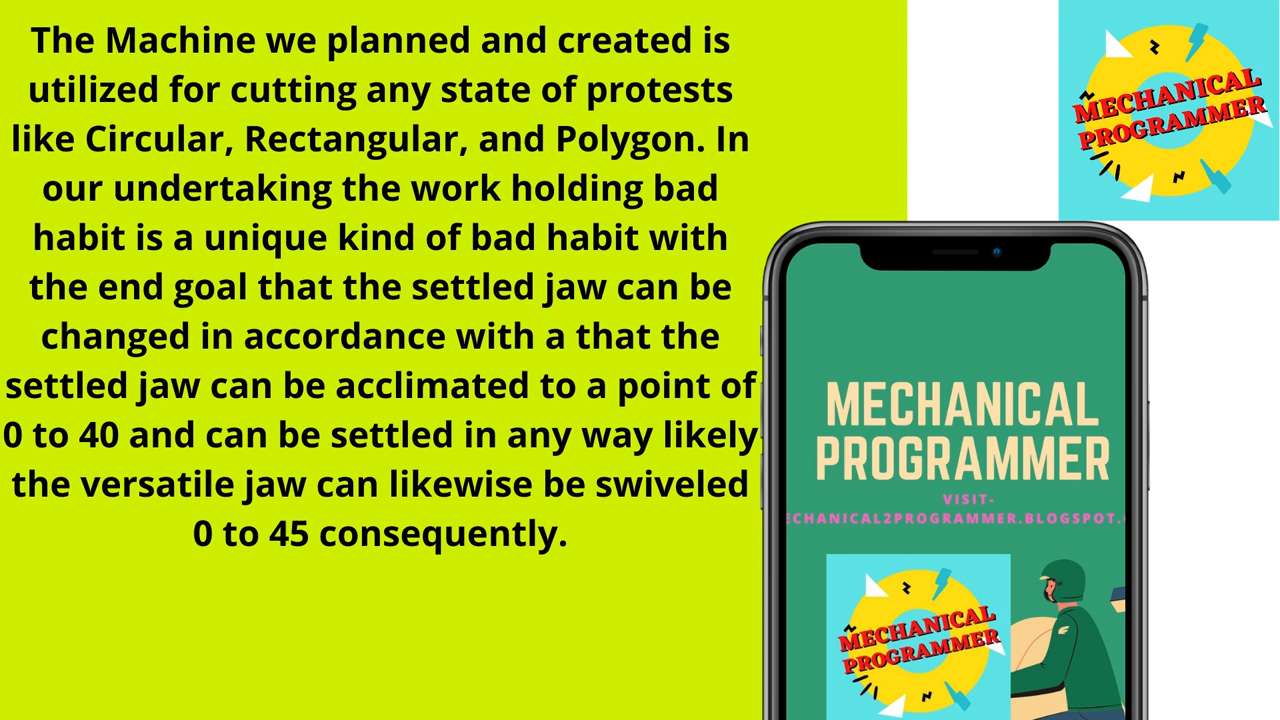 The Machine we planned and created is
utilized for cutting any state of protests
like Circular, Rectangular, and Polygon. In
our undertaking the work holding bad
habit is a unique kind of bad habit with
the end goal that the settled jaw can be
changed in accordance with a that the
settled jaw can be acclimated to a point of
0 to 40 and can be settled in any way likely
the versatile jaw can likewise be swiveled
0 to 45 consequently.
MECHANICAL
PROGRAMMER
MECHANICAL
PROGRAMMER
VISIT-
ECHANICAL2PROGRAMMER.BLOGSPOT.
MECHANICAL
PROGRAMMER